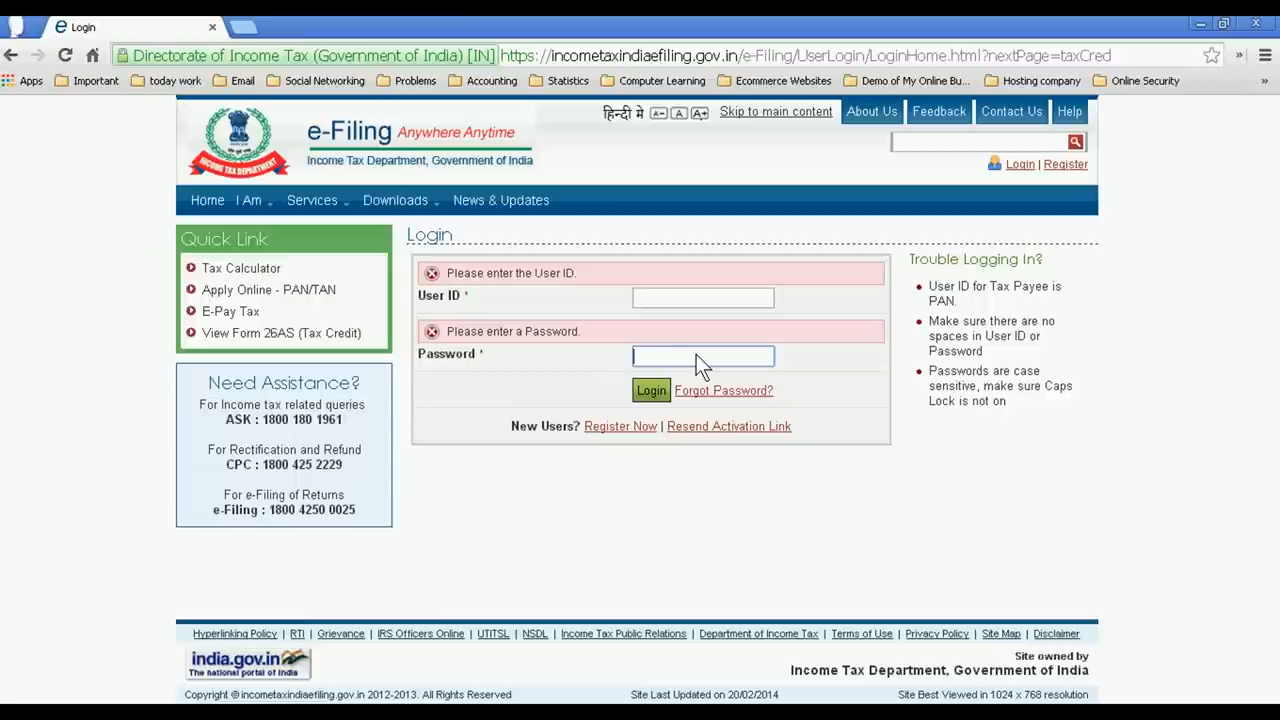 Login
Directorate of Income Tax (Government of India) [IN] https://incometaxindiaefiling.gov.in/e-Filing/UserLogin/LoginHome.html?nextPage=taxCred
Apps Important today work Email Social Networking Problems Accounting Statistics Computer Learning Ecommerce Websites Demo of My Online Bu... Hosting company Online Security »
हिन्दी मे A- A A+ Skip to main content About Us Feedback Contact Us Help
e-Filing Anywhere Anytime
Income Tax Department, Government of India
INCOME TAX DEPARTMENT
Login | Register
Home I Am Services Downloads News & Updates
Quick Link
Tax Calculator
Apply Online - PAN/TAN
E-Pay Tax
View Form 26AS (Tax Credit)
Need Assistance?
For Income tax related queries
ASK : 1800 180 1961
For Rectification and Refund
CPC : 1800 425 2229
For e-Filing of Returns
e-Filing : 1800 4250 0025
Login
Please enter the User ID.
User ID *
Please enter a Password.
Password *
Login Forgot Password?
New Users? Register Now | Resend Activation Link
Trouble Logging In?
User ID for Tax Payee is
PAN.
Make sure there are
no spaces in User ID or
Password
Passwords are case
sensitive, make sure Caps
Lock is not on
Hyperlinking Policy | RTI | Grievance | IRS Officers Online | UTITSL | NSDL | Income Tax Public Relations | Department of Income Tax | Terms of Use | Privacy Policy | Site Map | Disclaimer
india.gov.in
The national portal of India
Site owned by
Income Tax Department, Government of India
Copyright © incometaxindiaefiling.gov.in 2012-2013. All Rights Reserved Site Last Updated on 20/02/2014 Site Best Viewed in 1024 x 768 resolution